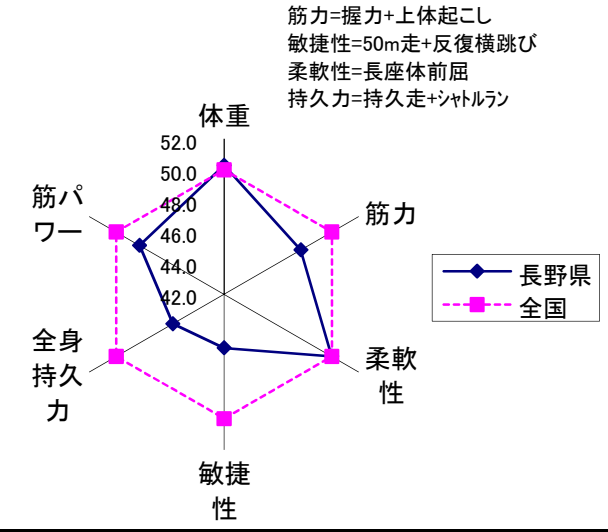 筋力=握力+上体起こし
敏捷性=50m走+反復横跳び
柔軟性=長座体前屈
持久力=持久走+ｼｬﾄﾙﾗﾝ
体重
52.0
50.0
48.0
46.0
44.0
42.0
筋パ
ワー
筋力
長野県
全国
全身
持久
力
柔軟
性
敏捷
性